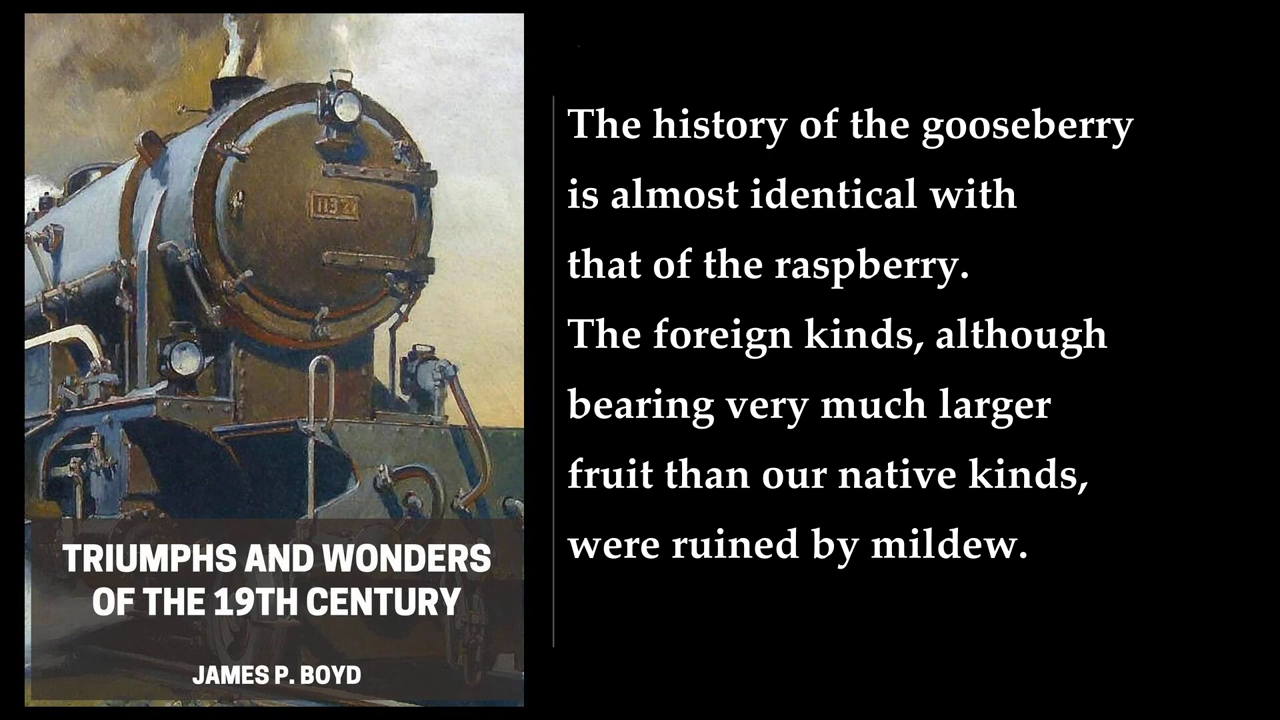 The history of the gooseberry
is almost identical with
that of the raspberry.
The foreign kinds, although
bearing very much larger
fruit than our native kinds,
were ruined by mildew.
TRIUMPHS AND WONDERS
OF THE 19TH CENTURY
JAMES P. BOYD